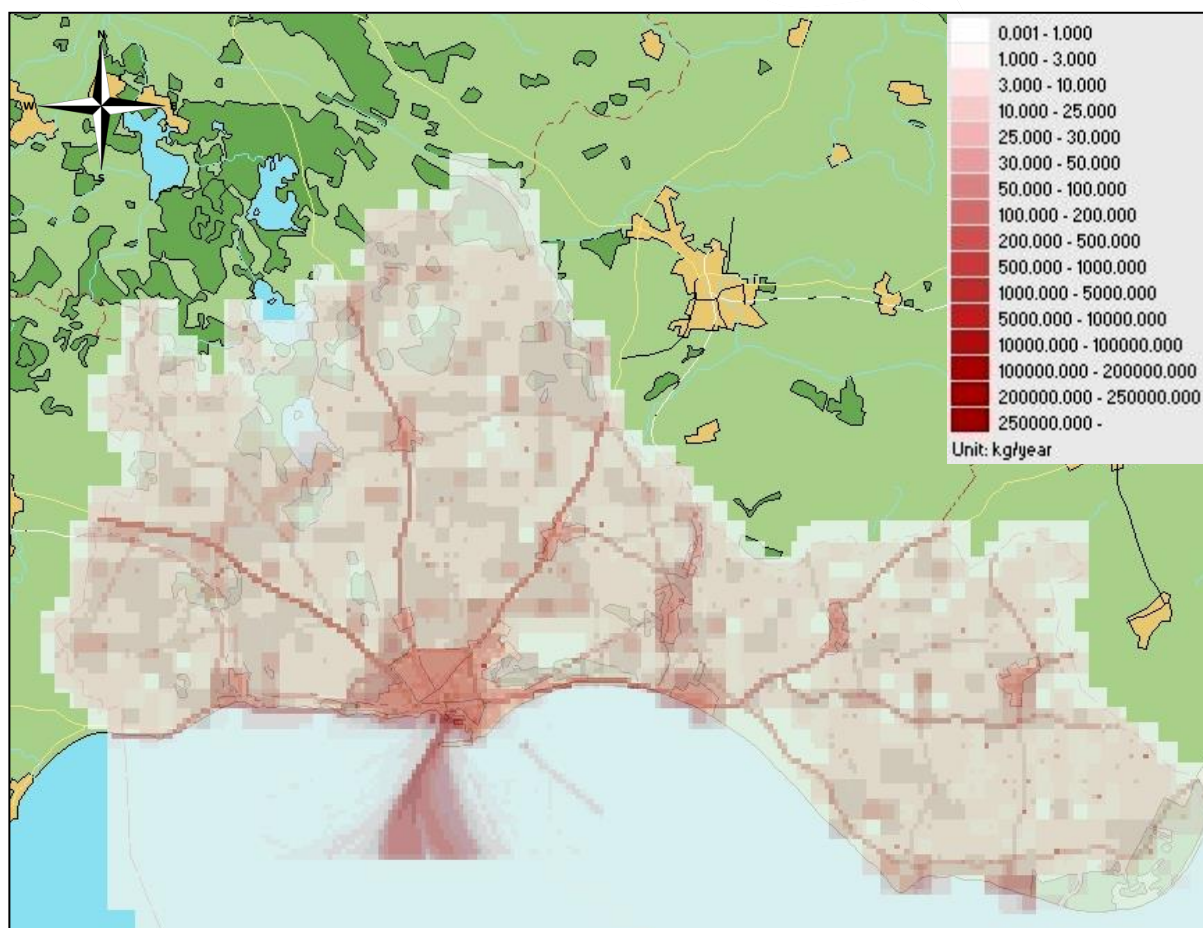 N
W
S
0.001 - 1.000
1.000 - 3.000
3.000 - 10.000
10.000 - 25.000
25.000 - 30.000
30.000 - 50.000
50.000 - 100.000
100.000 - 200.000
200.000 - 500.000
500.000 - 1000.000
1000.000 - 5000.000
5000.000 - 10000.000
10000.000 - 100000.000
100000.000 - 200000.000
200000.000 - 250000.000
250000.000 -
Unit: kg/year